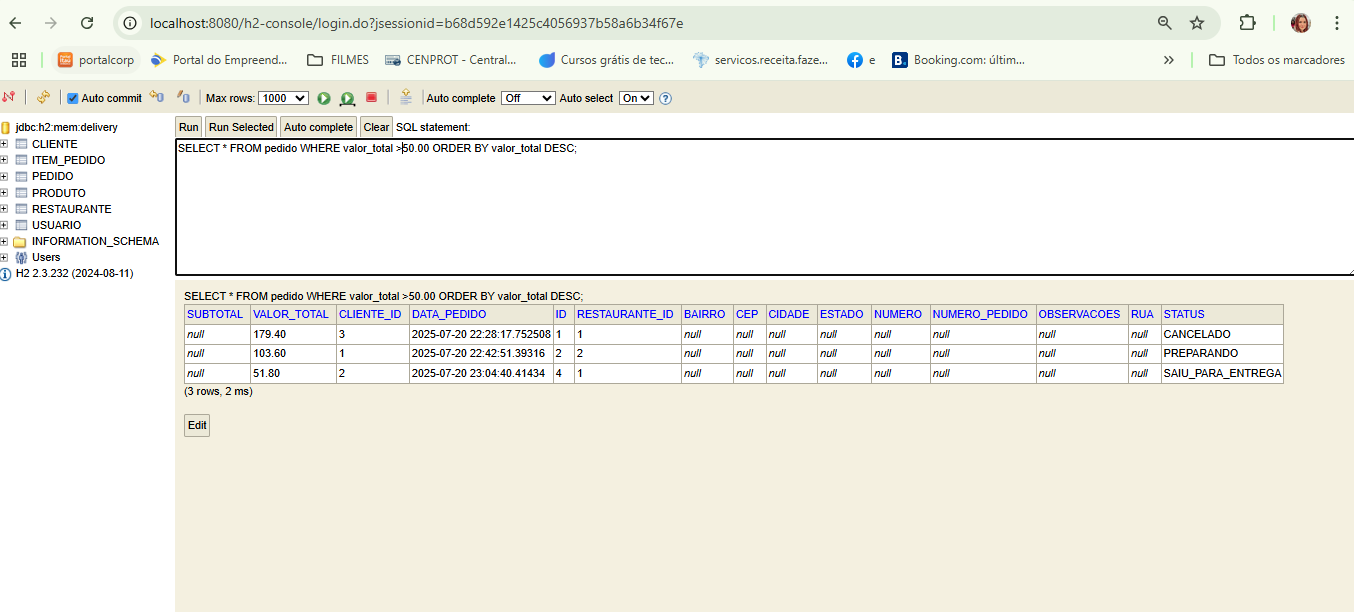 localhost:8080/h2-console/login.do?jsessionid=b68d592e1425c4056937b58a6b34f67e
portalcorp Portal do Empreend... FILMES CENPROT - Central... Cursos grátis de tec... servicos.receita.faze... e Booking.com: últim... Todos os marcadores
Auto commit Max rows: 1000 Auto complete Off Auto select On
jdbc:h2:mem:delivery
CLIENTE
ITEM_PEDIDO
PEDIDO
PRODUTO
RESTAURANTE
USUARIO
INFORMATION_SCHEMA
Users
H2 2.3.232 (2024-08-11)
Run Run Selected Auto complete Clear SQL statement:
SELECT * FROM pedido WHERE valor_total >50.00 ORDER BY valor_total DESC;
SELECT * FROM pedido WHERE valor_total >50.00 ORDER BY valor_total DESC;
SUBTOTAL VALOR_TOTAL CLIENTE_ID DATA_PEDIDO ID RESTAURANTE_ID BAIRRO CEP CIDADE ESTADO NUMERO NUMERO_PEDIDO OBSERVACOES RUA STATUS
null 179.40 3 2025-07-20 22:28:17.752508 1 1 null null null null null null null null CANCELADO
null 103.60 1 2025-07-20 22:42:51.39316 2 2 null null null null null null null null PREPARANDO
null 51.80 2 2025-07-20 23:04:40.41434 4 1 null null null null null null null null SAIU_PARA_ENTREGA
(3 rows, 2 ms)
Edit